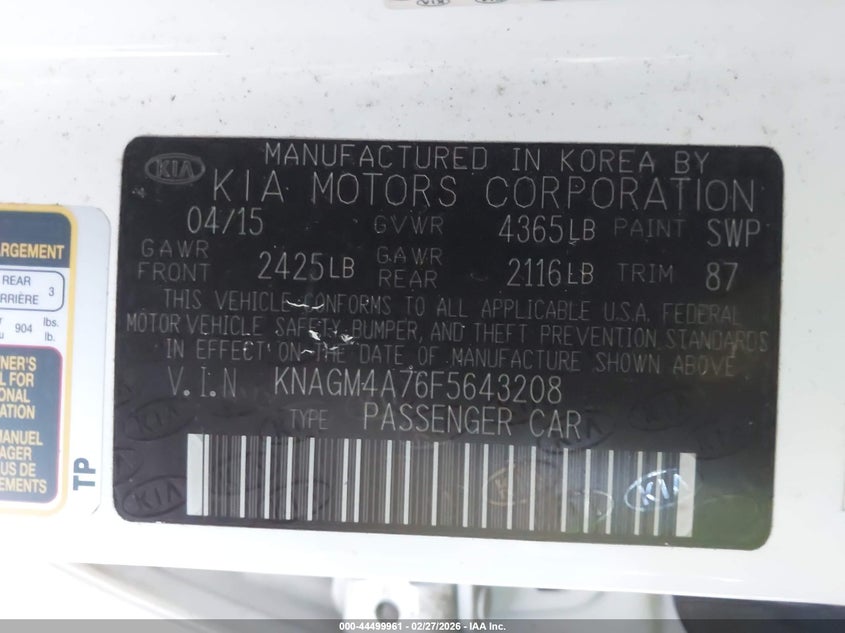 KIA
MANUFACTURED IN KOREA BY
KIA MOTORS CORPORATION
04/15 GVWR 4365LB PAINT SWP
GAWR FRONT 2425LB GAWR REAR 2116LB TRIM 87
THIS VEHICLE CONFORMS TO ALL APPLICABLE U.S.A. FEDERAL
MOTOR VEHICLE SAFETY, BUMPER, AND THEFT PREVENTION STANDARDS
IN EFFECT ON THE DATE OF MANUFACTURE SHOWN ABOVE
V.I.N KNAGM4A76F5643208
TYPE PASSENGER CAR
KIA
KIA
ARGEMENT
REAR 3
ARRIÈRE
904 lbs.
lb.
NER'S
L FOR
ONAL
ATION
MANUEL
AGER
US DE
EMENTS
TP
000-44499961 - 02/27/2026 - IAA Inc.